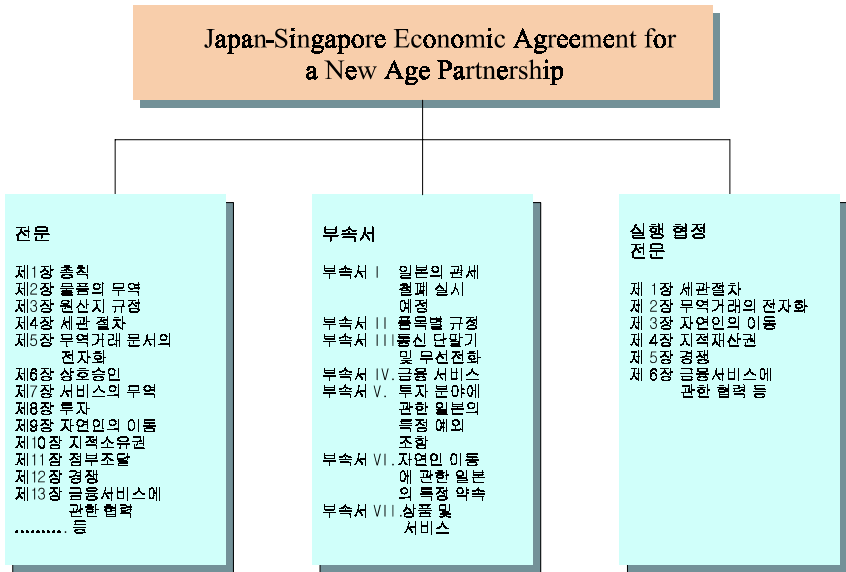 Japan-Singapore Economic Agreement for
a New Age Partnership
전문
제1장 총칙
제2장 물품의 무역
제3장 원산지 규정
제4장 세관 절차
제5장 무역거래 문서의
전자화
제6장 상호승인
제7장 서비스의 무역
제8장 투자
제9장 자연인의 이동
제10장 지적소유권
제11장 정부조달
제12장 경쟁
제13장 금융서비스에
관한 협력
.......... 등
부속서
부속서 I 일본의 관세
철폐 실시
예정
부속서 II 품목별 규정
부속서 III통신 단말기
및 무선전화
부속서 IV.금융 서비스
부속서 V. 투자 분야에
관한 일본의
특정 예외
조항
부속서 VI.자연인 이동
에 관한 일본
의 특정 약속
부속서 VII.상품 및
서비스
실행 협정
전문
제 1장 세관절차
제 2장 무역거래의 전자화
제 3장 자연인의 이동
제 4장 지적재산권
제 5장 경쟁
제 6장 금융서비스에
관한 협력 등